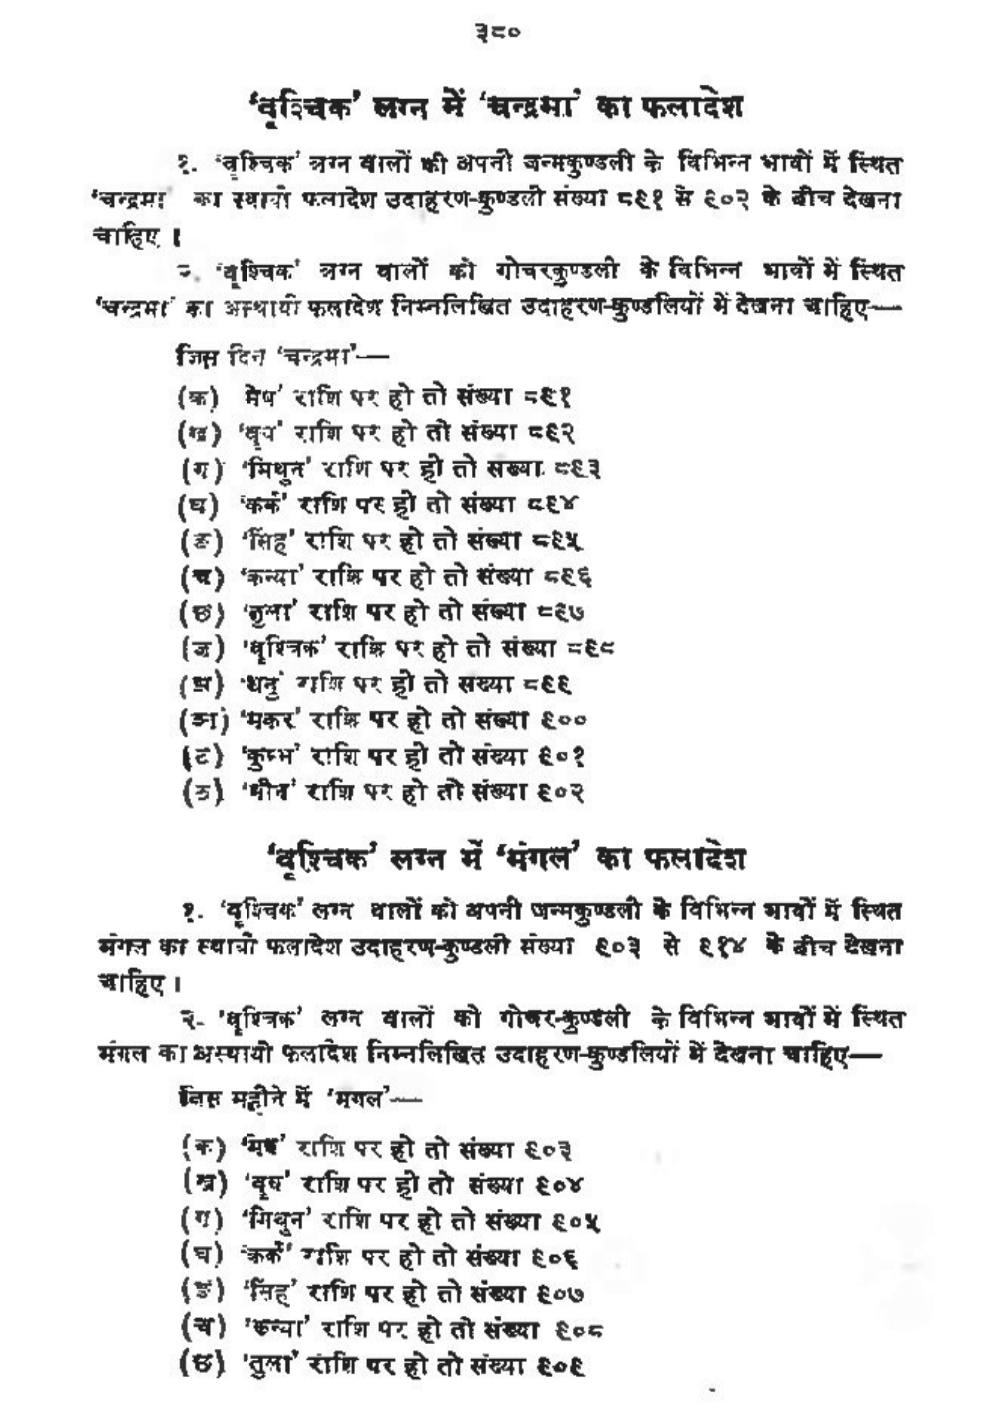 ३८०
'वृश्चिक' लग्न में 'चन्द्रमा' का फलादेश
१. 'वृश्चिक' लग्न वालों की अपनी जन्मकुण्डली के विभिन्न भावों में स्थित
'चन्द्रमा' का स्थायी फलादेश उदाहरण-कुण्डली संख्या ८९१ से ९०२ के बीच देखना
चाहिए ।
२. 'वृश्चिक' लग्न वालों को गोचरकुण्डली के विभिन्न भावों में स्थित
'चन्द्रमा' का अस्थायी फलादेश निम्नलिखित उदाहरण-कुण्डलियों में देखना चाहिए—
जिस दिन 'चन्द्रमा'—
(क) मेष' राशि पर हो तो संख्या ८९१
(ख) 'वृष' राशि पर हो तो संख्या ८९२
(ग) 'मिथुन' राशि पर हो तो संख्या ८९३
(घ) 'कर्क' राशि पर हो तो संख्या ८९४
(ङ) 'सिंह' राशि पर हो तो संख्या ८९५
(च) 'कन्या' राशि पर हो तो संख्या ८९६
(छ) 'तुला' राशि पर हो तो संख्या ८९७
(ज) 'वृश्चिक' राशि पर हो तो संख्या ८९८
(झ) 'धनु' राशि पर हो तो संख्या ८९९
(ञ) 'मकर' राशि पर हो तो संख्या ९००
(ट) 'कुम्भ' राशि पर हो तो संख्या ९०१
(ठ) 'मीन' राशि पर हो तो संख्या ९०२
'वृश्चिक' लग्न में 'मंगल' का फलादेश
१. 'वृश्चिक' लग्न वालों को अपनी जन्मकुण्डली के विभिन्न भावों में स्थित
मंगल का स्थायी फलादेश उदाहरण-कुण्डली संख्या ९०३ से ९१४ के बीच देखना
चाहिए ।
२. 'वृश्चिक' लग्न वालों को गोचर-कुण्डली के विभिन्न भावों में स्थित
मंगल का अस्थायी फलादेश निम्नलिखित उदाहरण-कुण्डलियों में देखना चाहिए—
जिस महीने में 'मंगल'—
(क) 'मेष' राशि पर हो तो संख्या ९०३
(ख) 'वृष' राशि पर हो तो संख्या ९०४
(ग) 'मिथुन' राशि पर हो तो संख्या ९०५
(घ) 'कर्क' राशि पर हो तो संख्या ९०६
(ङ) 'सिंह' राशि पर हो तो संख्या ९०७
(च) 'कन्या' राशि पर हो तो संख्या ९०८
(छ) 'तुला' राशि पर हो तो संख्या ९०९